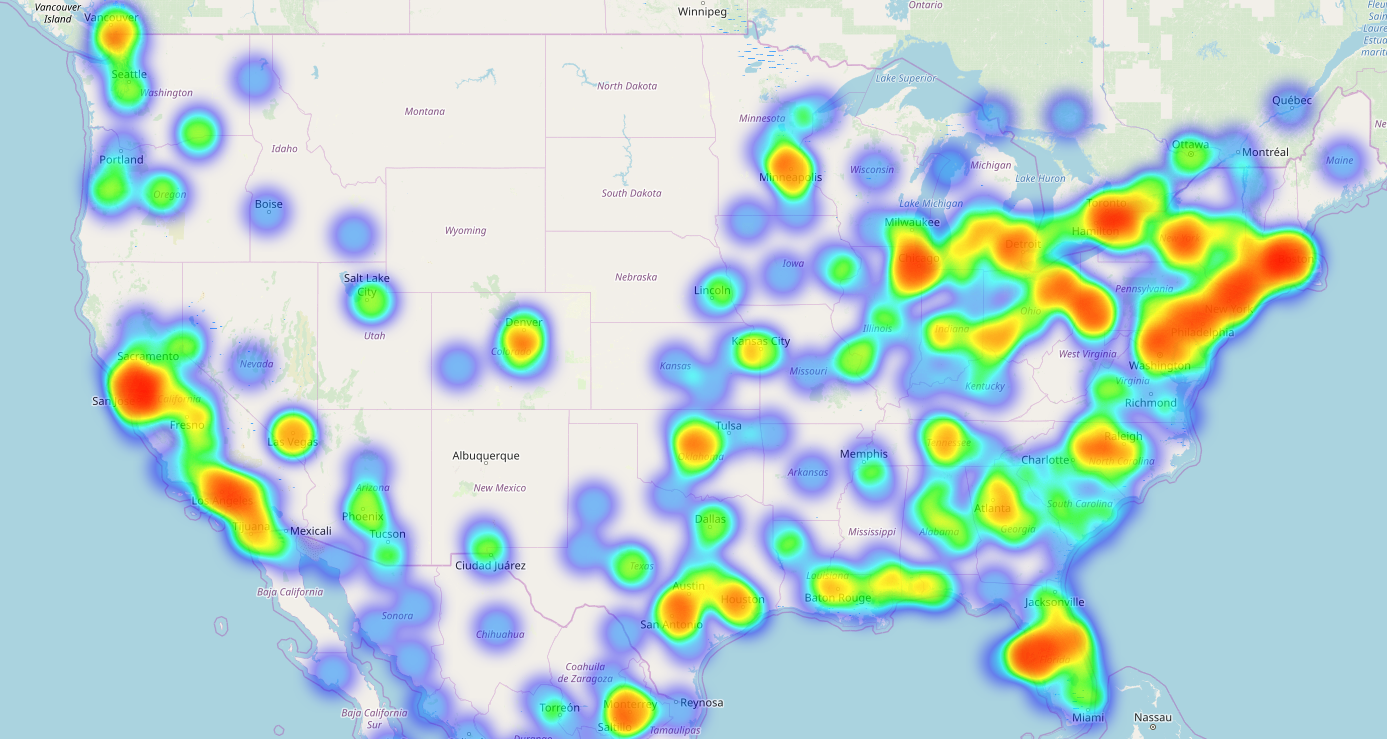 Vancouver
Island
Vancouver
Winnipeg
Ontario
Seattle
Washington
Montana
North Dakota
Minnesota
Lake Superior
Québec
Portland
Oregon
Idaho
Boise
South Dakota
Minneapolis
Wisconsin
Michigan
Ottawa
Montréal
Maine
Lake Huron
Lake Michigan
Toronto
Hamilton
Wyoming
Milwaukee
Detroit
Chicago
Salt Lake
City
Utah
Nebraska
Iowa
Lincoln
Pennsylvania
New York
Philadelphia
Ohio
Indiana
Illinois
Denver
Kansas City
Sacramento
Nevada
Kansas
Missouri
West Virginia
Washington
Kentucky
Virginia
Richmond
California
Fresno
Las Vegas
Tulsa
Oklahoma
Tennessee
Raleigh
Charlotte
North Carolina
Albuquerque
Memphis
Arkansas
New Mexico
Arizona
Los Angeles
Phoenix
South Carolina
Atlanta
Georgia
Alabama
Mississippi
Dallas
Tijuana
Mexicali
Tucson
Ciudad Juárez
Texas
Louisiana
Baja California
Austin
Houston
Baton Rouge
Jacksonville
Sonora
Chihuahua
San Antonio
Coahuila
de Zaragoza
Torreón
Monterrey
Reynosa
Baja California
Sur
Saltillo
Tamaulipas
Durango
Miami
Nassau